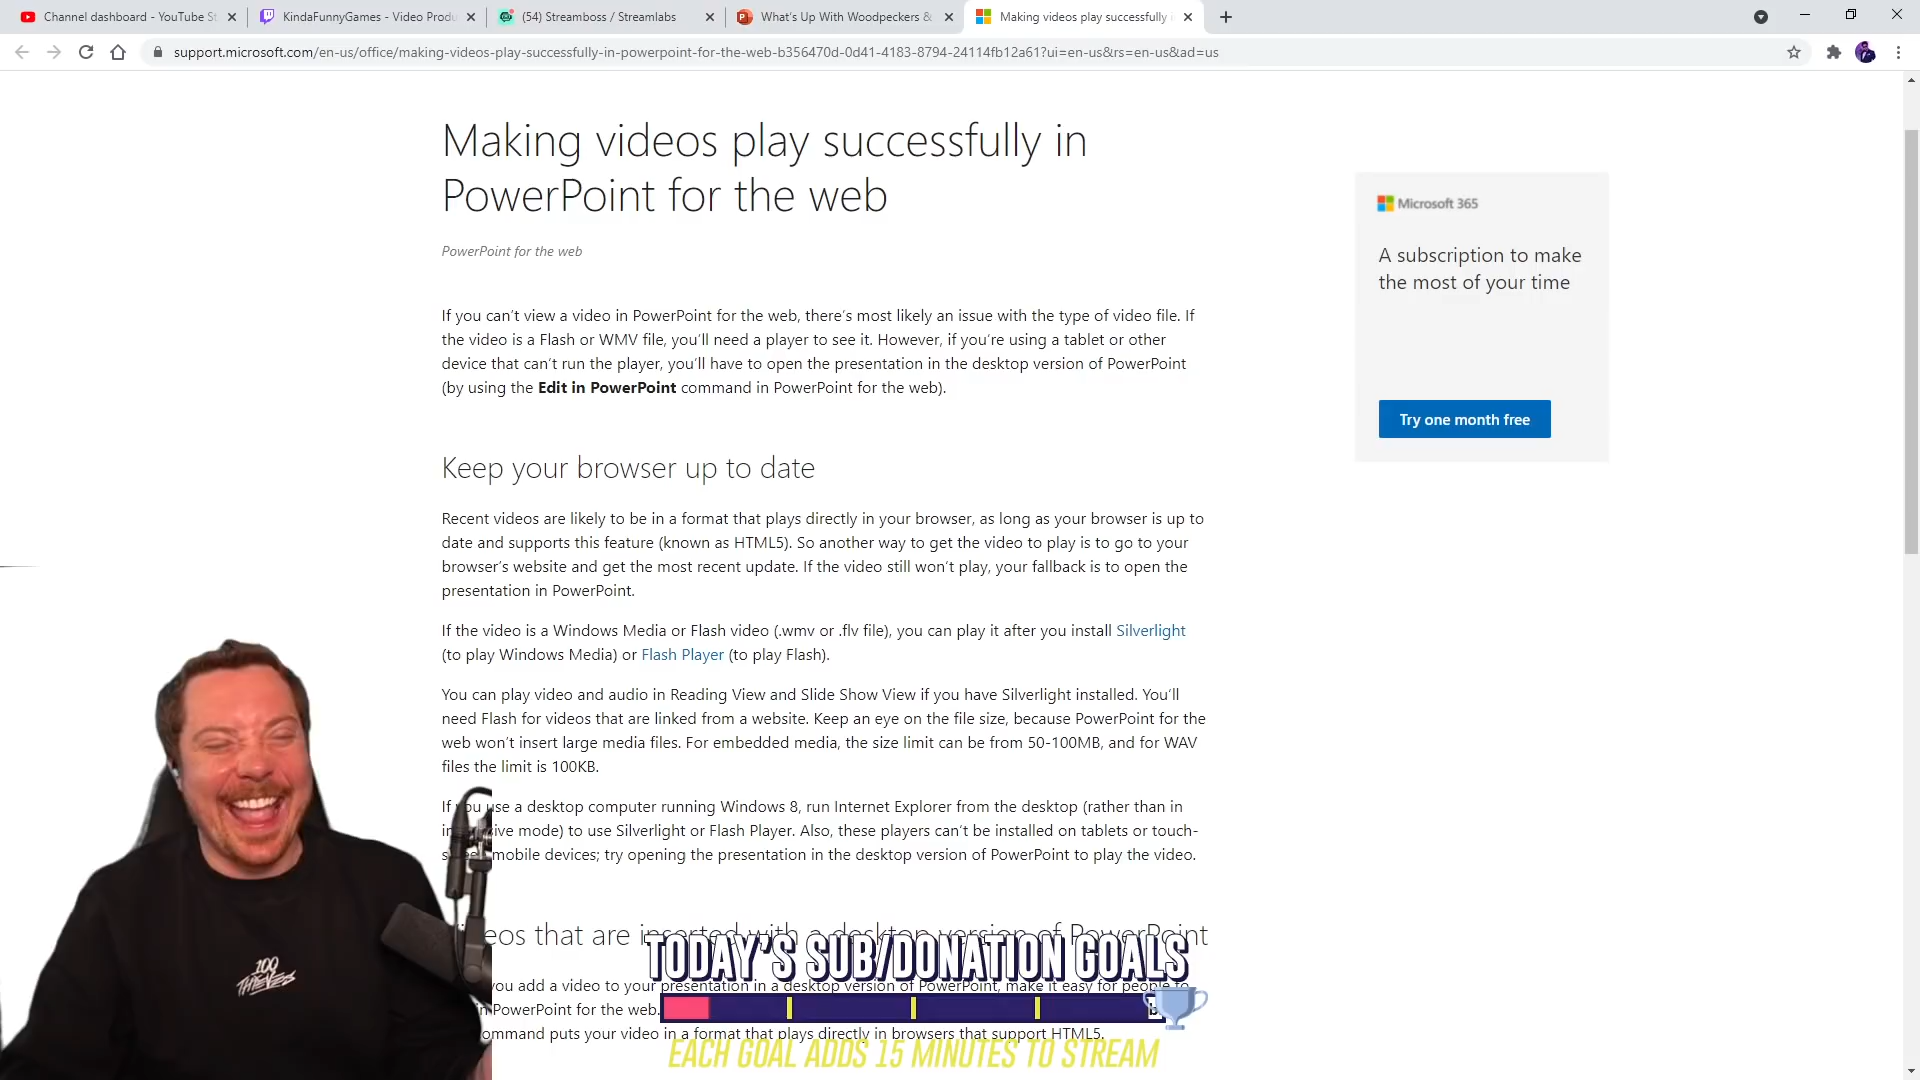 Channel dashboard - YouTube St
KindaFunnyGames - Video Produ
(54) Streamboss / Streamlabs
What's Up With Woodpeckers &
Making videos play successfully i
support.microsoft.com/en-us/office/making-videos-play-successfully-in-powerpoint-for-the-web-b356470d-0d41-4183-8794-24114fb12a61?ui=en-us&rs=en-us&ad=us
Making videos play successfully in
PowerPoint for the web
PowerPoint for the web
If you can't view a video in PowerPoint for the web, there's most likely an issue with the type of video file. If
the video is a Flash or WMV file, you'll need a player to see it. However, if you're using a tablet or other
device that can't run the player, you'll have to open the presentation in the desktop version of PowerPoint
(by using the Edit in PowerPoint command in PowerPoint for the web).
Microsoft 365
A subscription to make
the most of your time
Try one month free
Keep your browser up to date
Recent videos are likely to be in a format that plays directly in your browser, as long as your browser is up to
date and supports this feature (known as HTML5). So another way to get the video to play is to go to your
browser's website and get the most recent update. If the video still won't play, your fallback is to open the
presentation in PowerPoint.
If the video is a Windows Media or Flash video (.wmv or .flv file), you can play it after you install Silverlight
(to play Windows Media) or Flash Player (to play Flash).
You can play video and audio in Reading View and Slide Show View if you have Silverlight installed. You'll
need Flash for videos that are linked from a website. Keep an eye on the file size, because PowerPoint for the
web won't insert large media files. For embedded media, the size limit can be from 50-100MB, and for WAV
files the limit is 100KB.
If you use a desktop computer running Windows 8, run Internet Explorer from the desktop (rather than in
mode) to use Silverlight or Flash Player. Also, these players can't be installed on tablets or touch-
mobile devices; try opening the presentation in the desktop version of PowerPoint to play the video.
eos that are inserted with a desktop version of PowerPoint
TODAY'S SUB/DONATION GOALS
you add a video to your presentation in a desktop version of PowerPoint, make it easy for people to
PowerPoint for the web.
ommand puts your video in a format that plays directly in browsers that support HTML5.
EACH GOAL ADDS 15 MINUTES TO STREAM
100
THIEVES